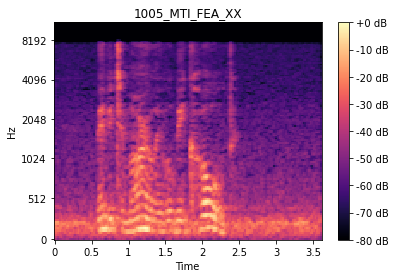 1005_MTI_FEA_XX
+0 dB
8192
-10 dB
4096
-20 dB
-30 dB
2048
Hz
-40 dB
1024
-50 dB
512
-60 dB
-70 dB
0
-80 dB
0 0.5 1 1.5 2 2.5 3 3.5
Time